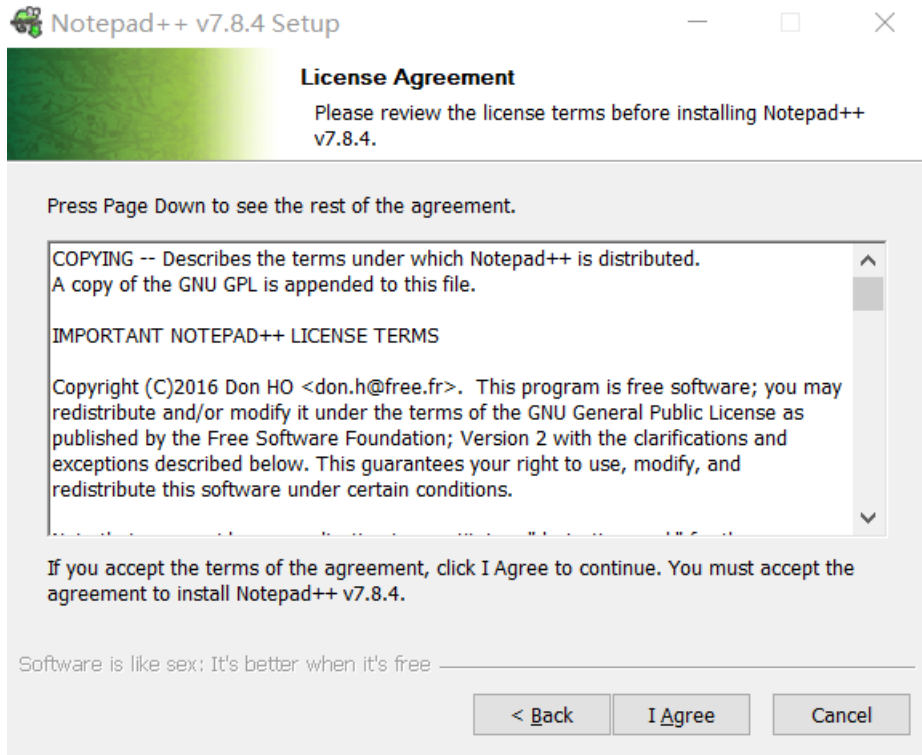 Notepad++ v7.8.4 Setup
License Agreement
Please review the license terms before installing Notepad++
v7.8.4.
Press Page Down to see the rest of the agreement.
COPYING -- Describes the terms under which Notepad++ is distributed.
A copy of the GNU GPL is appended to this file.
IMPORTANT NOTEPAD++ LICENSE TERMS
Copyright (C)2016 Don HO <don.h@free.fr>.  This program is free software; you may
redistribute and/or modify it under the terms of the GNU General Public License as
published by the Free Software Foundation; Version 2 with the clarifications and
exceptions described below. This guarantees your right to use, modify, and
redistribute this software under certain conditions.
If you accept the terms of the agreement, click I Agree to continue. You must accept the
agreement to install Notepad++ v7.8.4.
Software is like sex: It's better when it's free
< Back
I Agree
Cancel